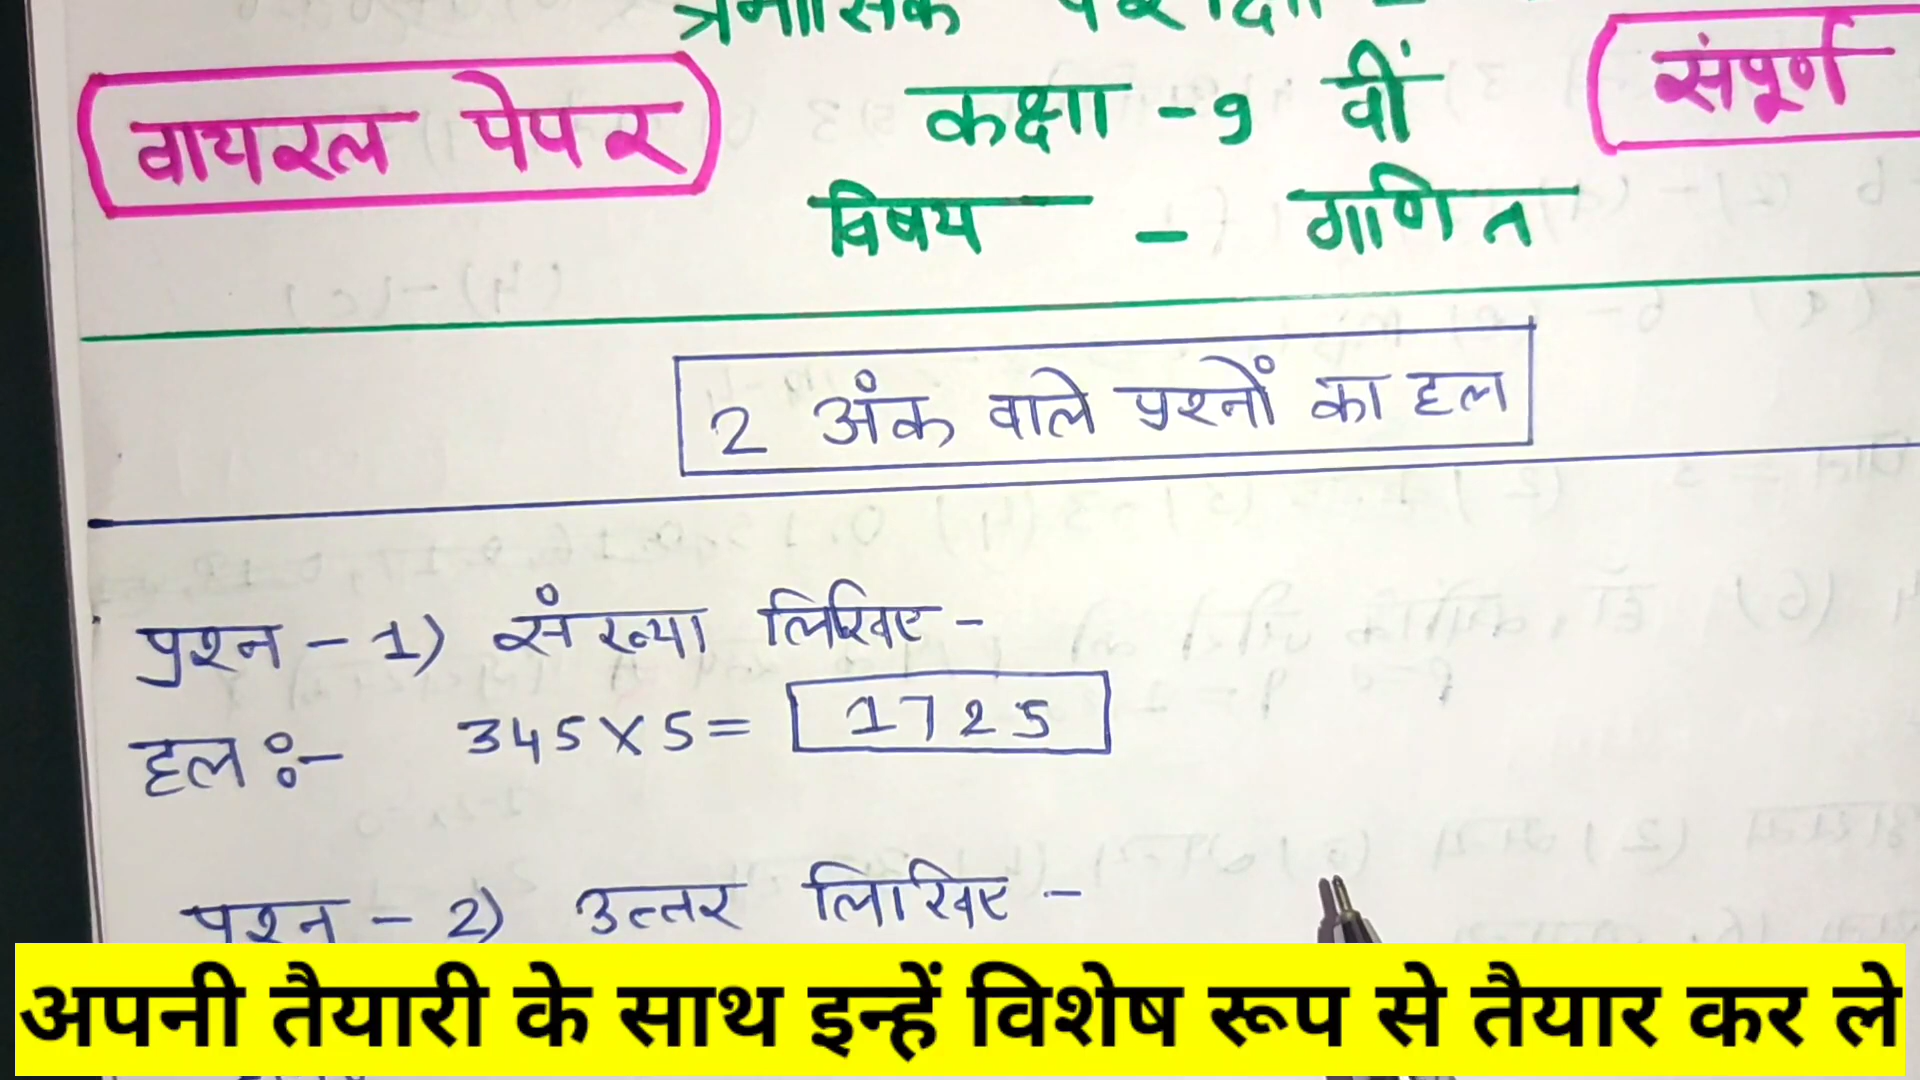 त्रैमासिक परीक्षा -
वायरल पेपर
कक्षा - 9 वीं
संपूर्ण
विषय - गणित
2 अंक वाले प्रश्नों का हल
प्रश्न - 1) संख्या लिखिए -
हल :- 345 × 5 = 1725
प्रश्न - 2) उत्तर लिखिए -
अपनी तैयारी के साथ इन्हें विशेष रूप से तैयार कर ले